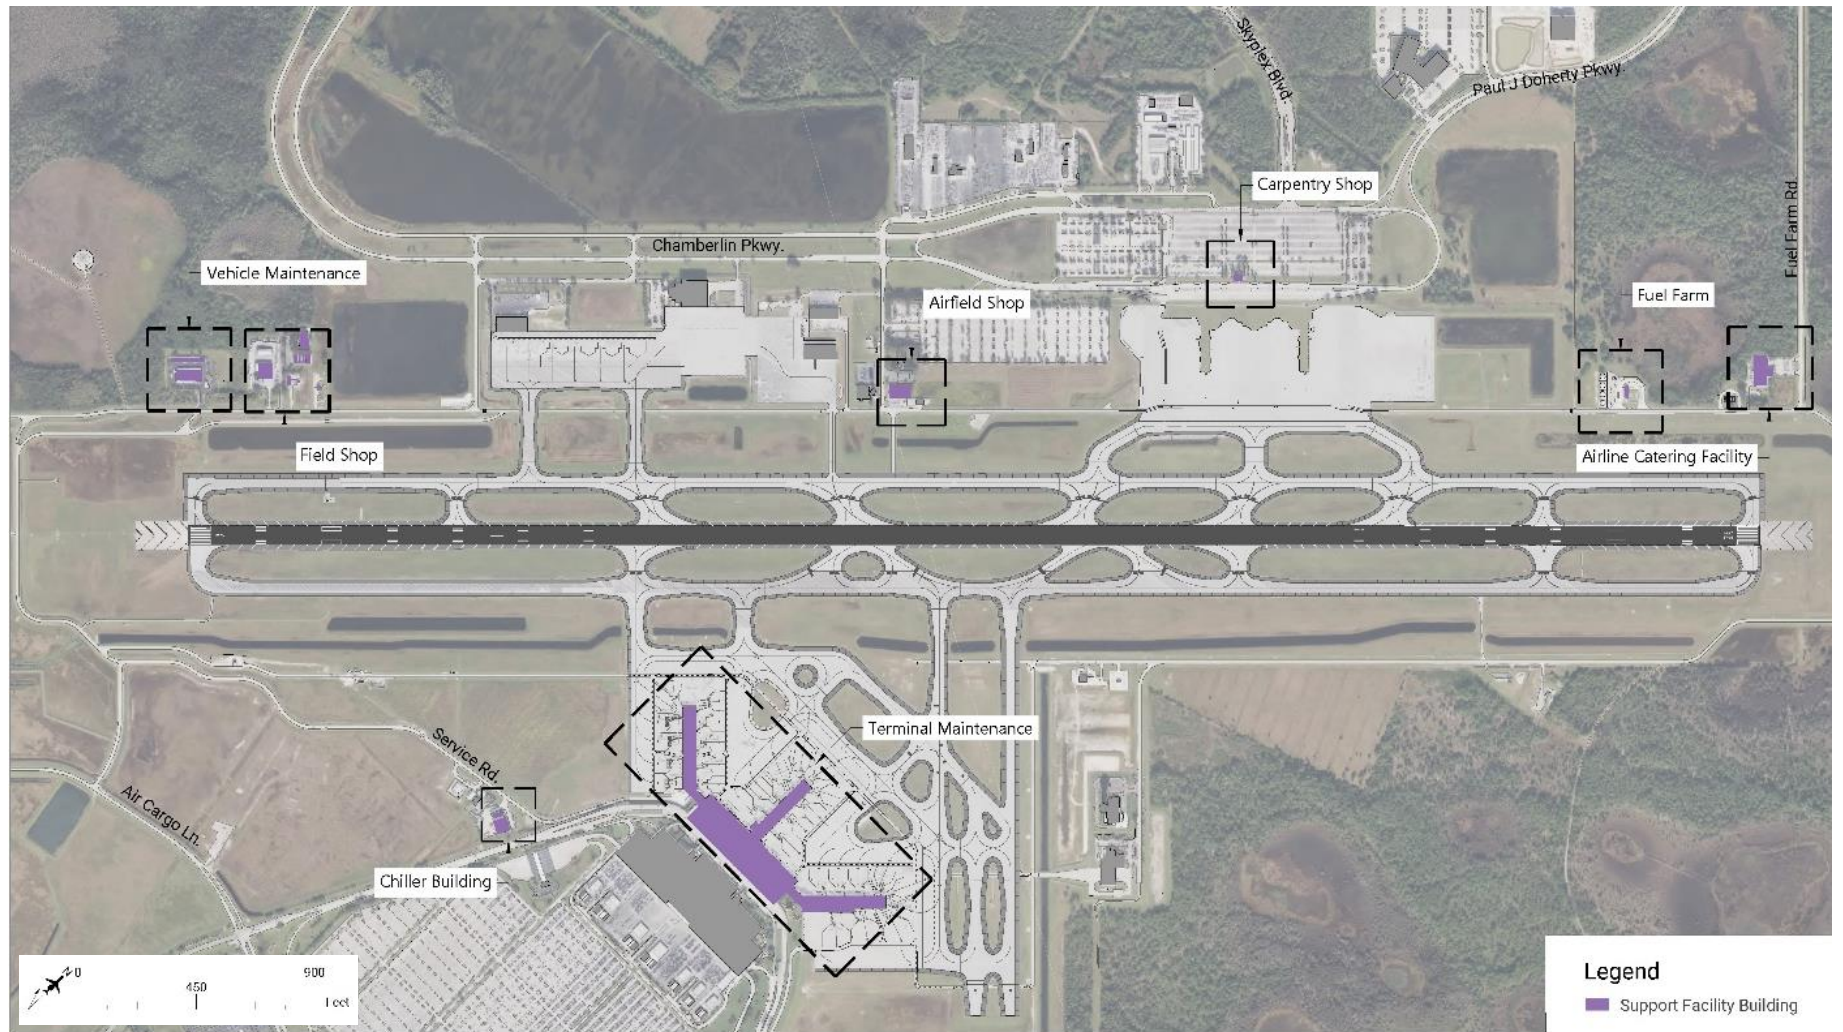 Skyplex Blvd.
Paul J Doherty Pkwy.
Carpentry Shop
Fuel Farm Rd
Chamberlin Pkwy.
Vehicle Maintenance
Airfield Shop
Fuel Farm
Field Shop
Airline Catering Facility
Terminal Maintenance
Service Rd.
Air Cargo Ln.
Chiller Building
0
450
900
Feet
Legend
Support Facility Building